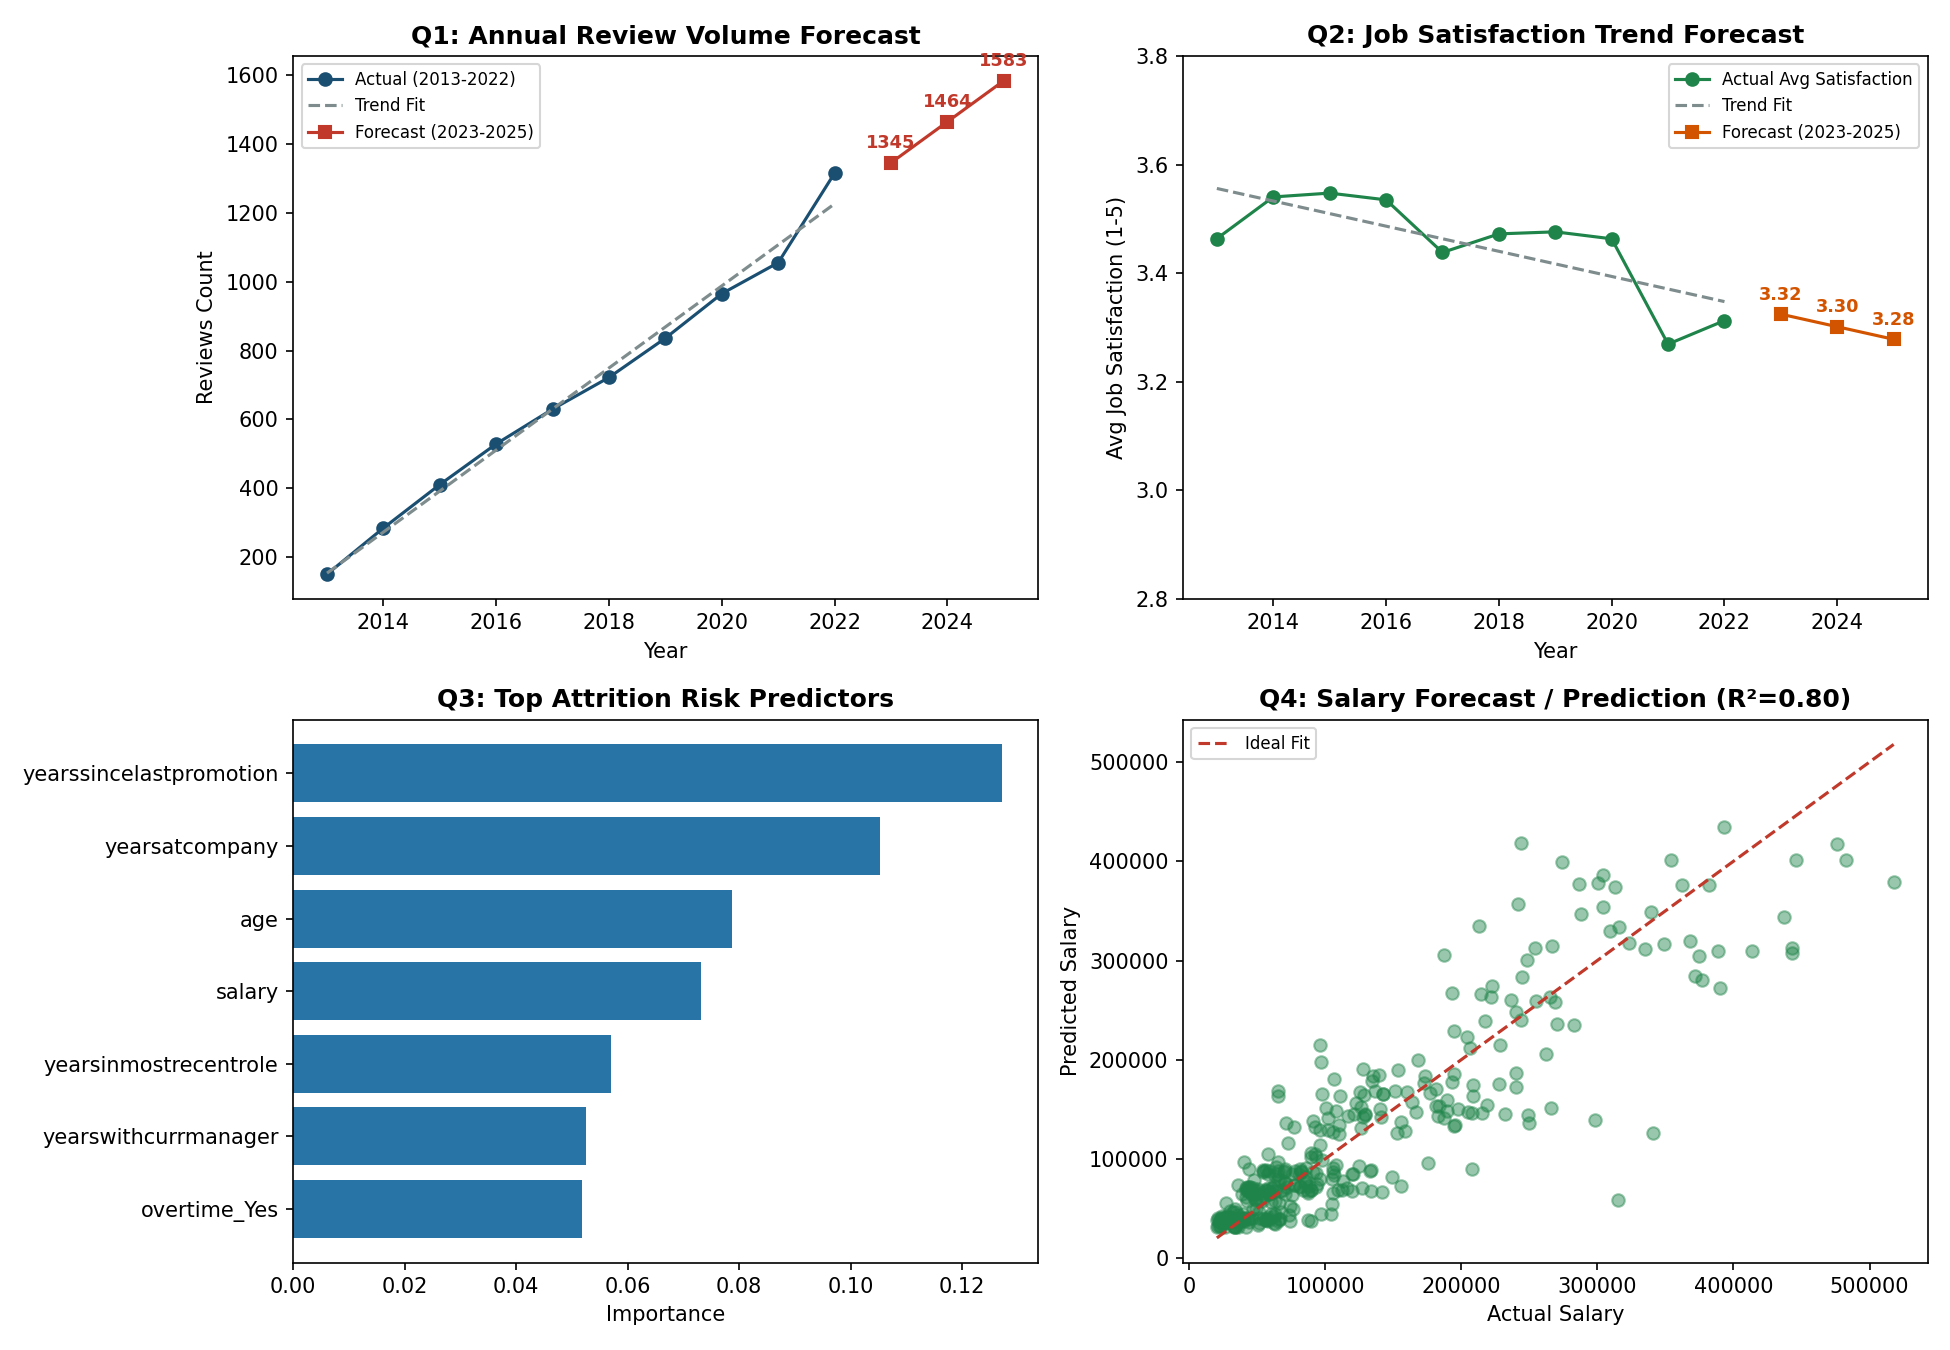 Q1: Annual Review Volume Forecast
Actual (2013-2022)
Trend Fit
Forecast (2023-2025)
1583
1464
1345
1600
1400
1200
1000
800
600
400
200
Reviews Count
2014 2016 2018 2020 2022 2024
Year
Q2: Job Satisfaction Trend Forecast
Actual Avg Satisfaction
Trend Fit
Forecast (2023-2025)
3.32
3.30
3.28
3.8
3.6
3.4
3.2
3.0
2.8
Avg Job Satisfaction (1-5)
2014 2016 2018 2020 2022 2024
Year
Q3: Top Attrition Risk Predictors
yearssincelastpromotion
yearsatcompany
age
salary
yearsinmostrecentrole
yearswithcurrmanager
overtime_Yes
0.00 0.02 0.04 0.06 0.08 0.10 0.12
Importance
Q4: Salary Forecast / Prediction (R²=0.80)
Ideal Fit
500000
400000
300000
200000
100000
0
Predicted Salary
0 100000 200000 300000 400000 500000
Actual Salary